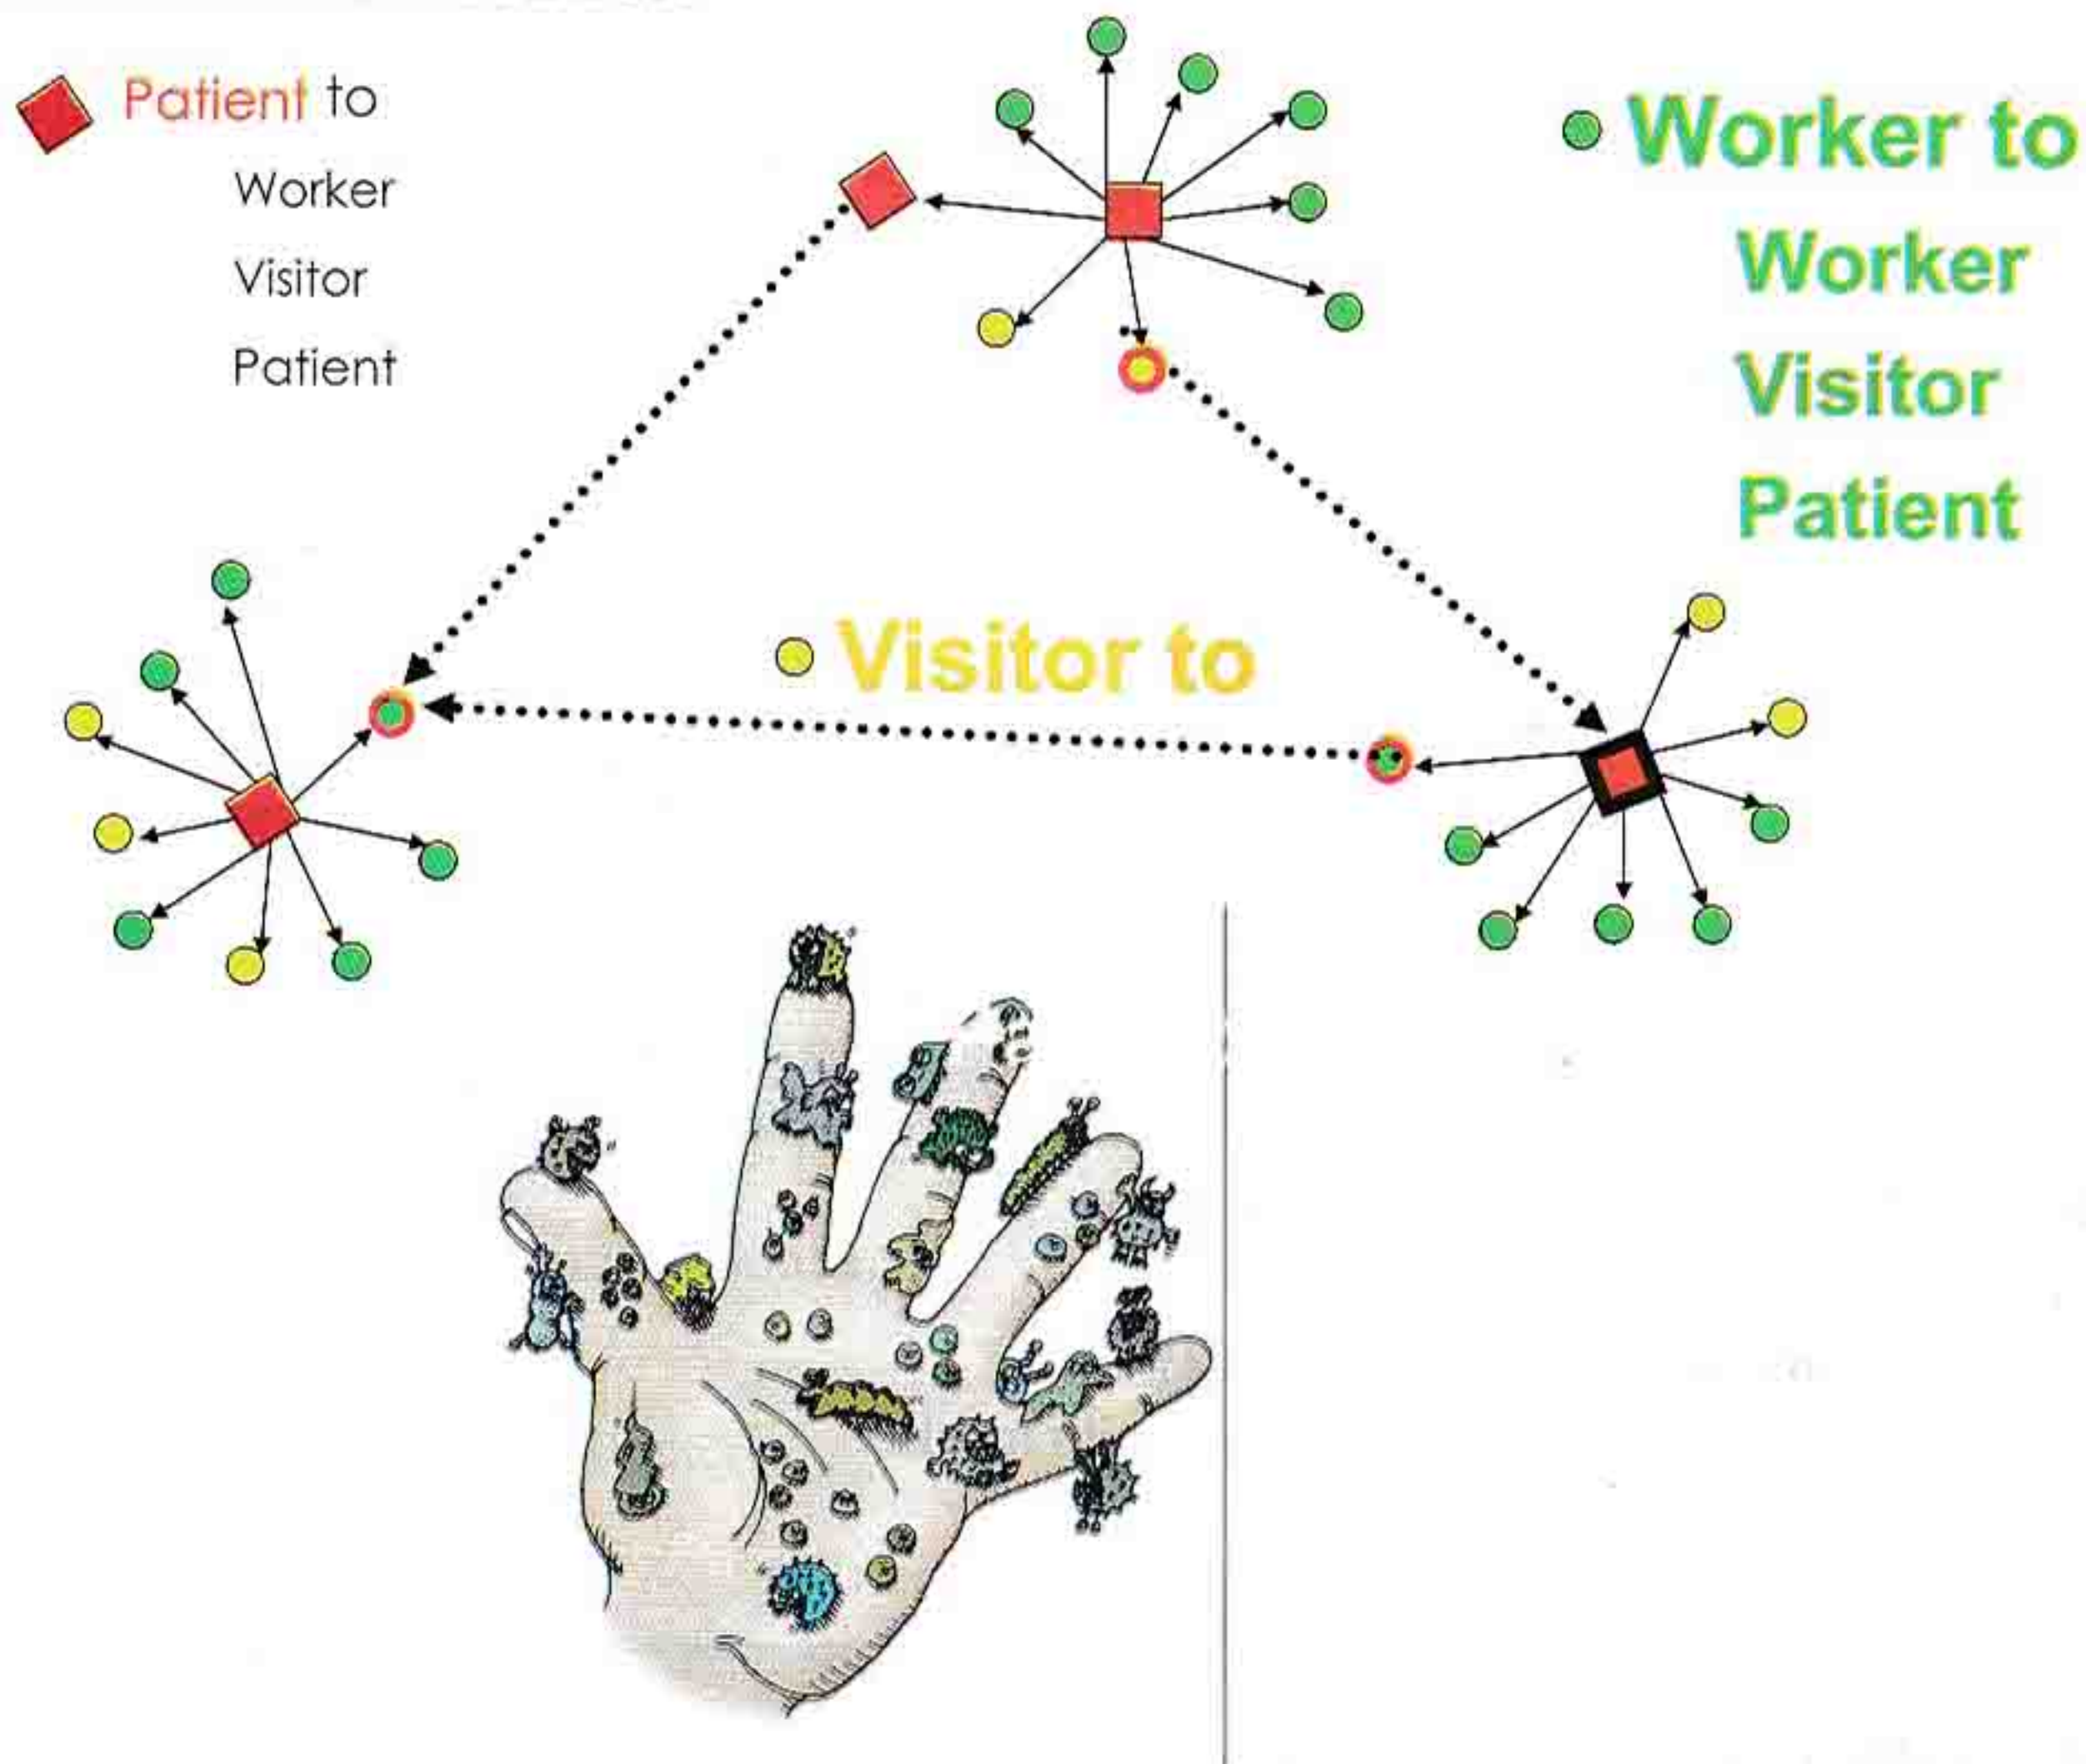 Patient to
Worker
Visitor
Patient
Worker to
Worker
Visitor
Patient
Visitor to